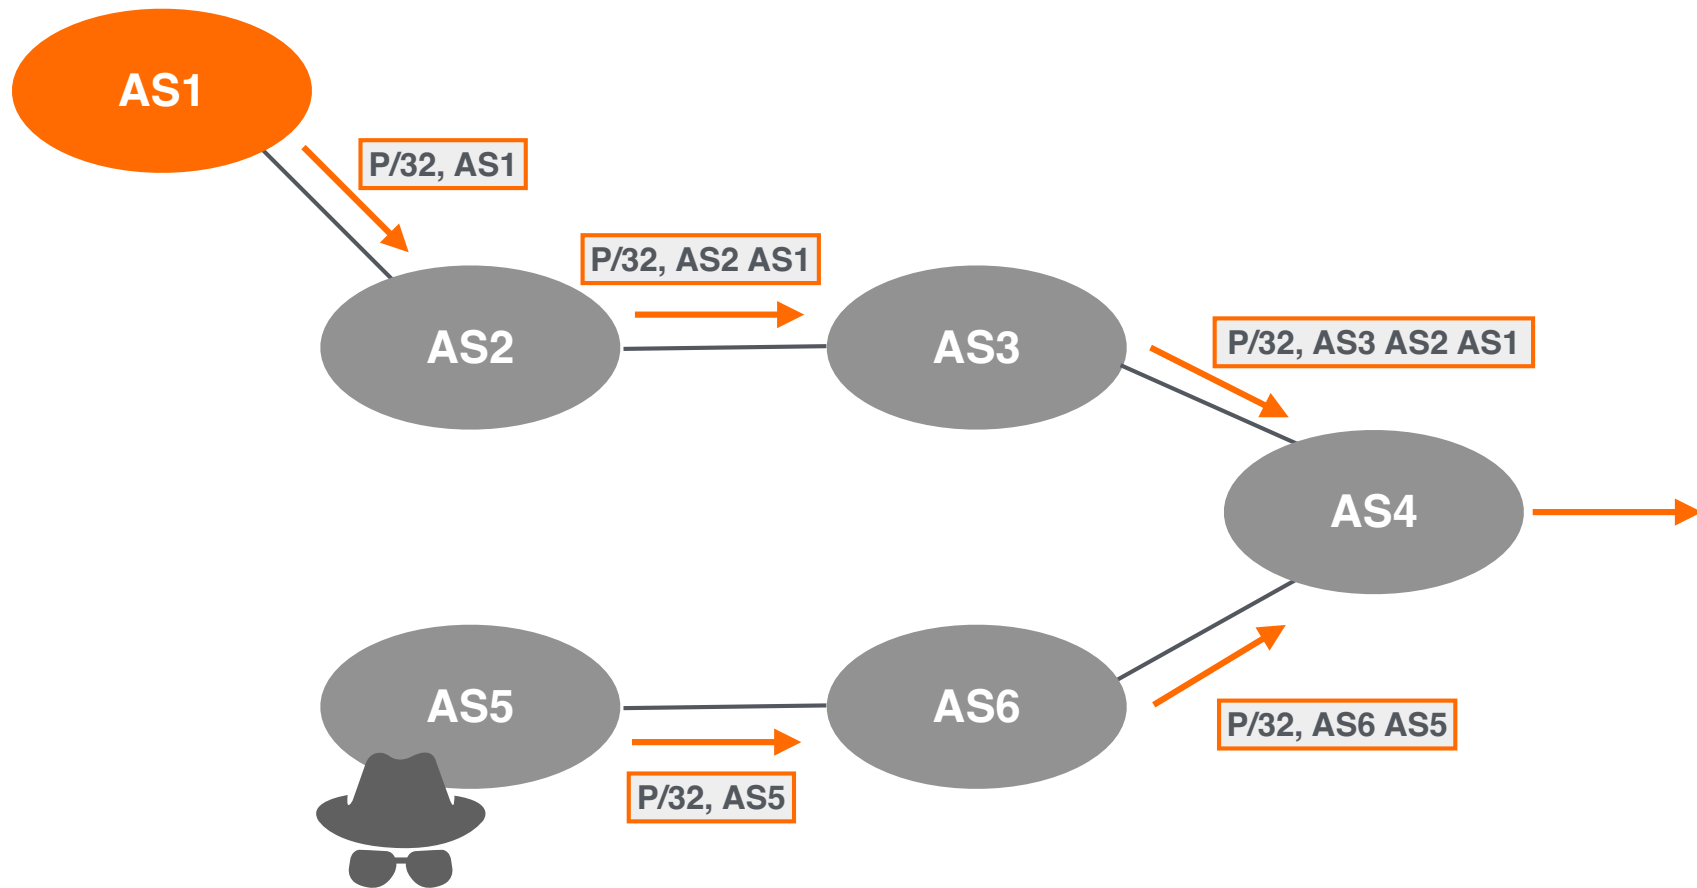 AS1
P/32, AS1
P/32, AS2 AS1
AS2
AS3
P/32, AS3 AS2 AS1
AS4
AS5
AS6
P/32, AS6 AS5
P/32, AS5